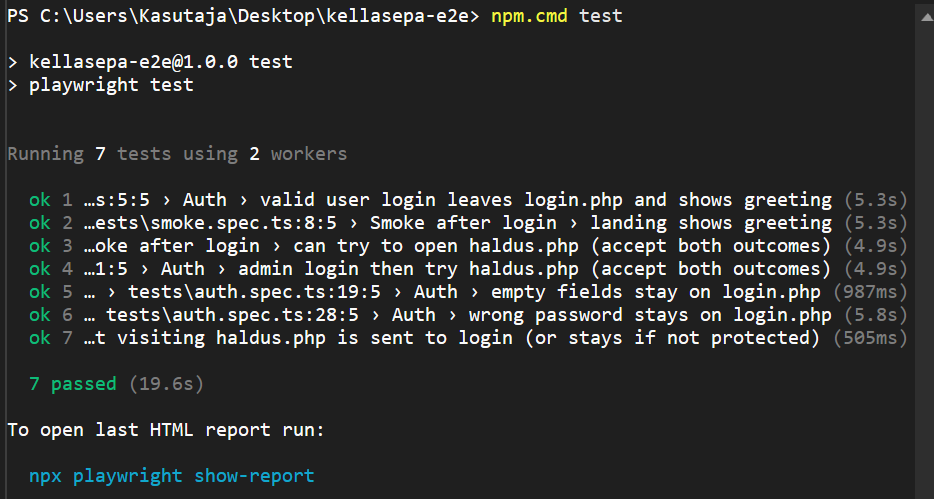 PS C:\Users\Kasutaja\Desktop\kellasepa-e2e> npm.cmd test
> kellasepa-e2e@1.0.0 test
> playwright test
Running 7 tests using 2 workers
ok 1 …s:5:5 › Auth › valid user login leaves login.php and shows greeting (5.3s)
ok 2 …ests\smoke.spec.ts:8:5 › Smoke after login › landing shows greeting (5.3s)
ok 3 …oke after login › can try to open haldus.php (accept both outcomes) (4.9s)
ok 4 …1:5 › Auth › admin login then try haldus.php (accept both outcomes) (4.9s)
ok 5 … › tests\auth.spec.ts:19:5 › Auth › empty fields stay on login.php (987ms)
ok 6 … tests\auth.spec.ts:28:5 › Auth › wrong password stays on login.php (5.8s)
ok 7 …t visiting haldus.php is sent to login (or stays if not protected) (505ms)
7 passed (19.6s)
To open last HTML report run:
npx playwright show-report